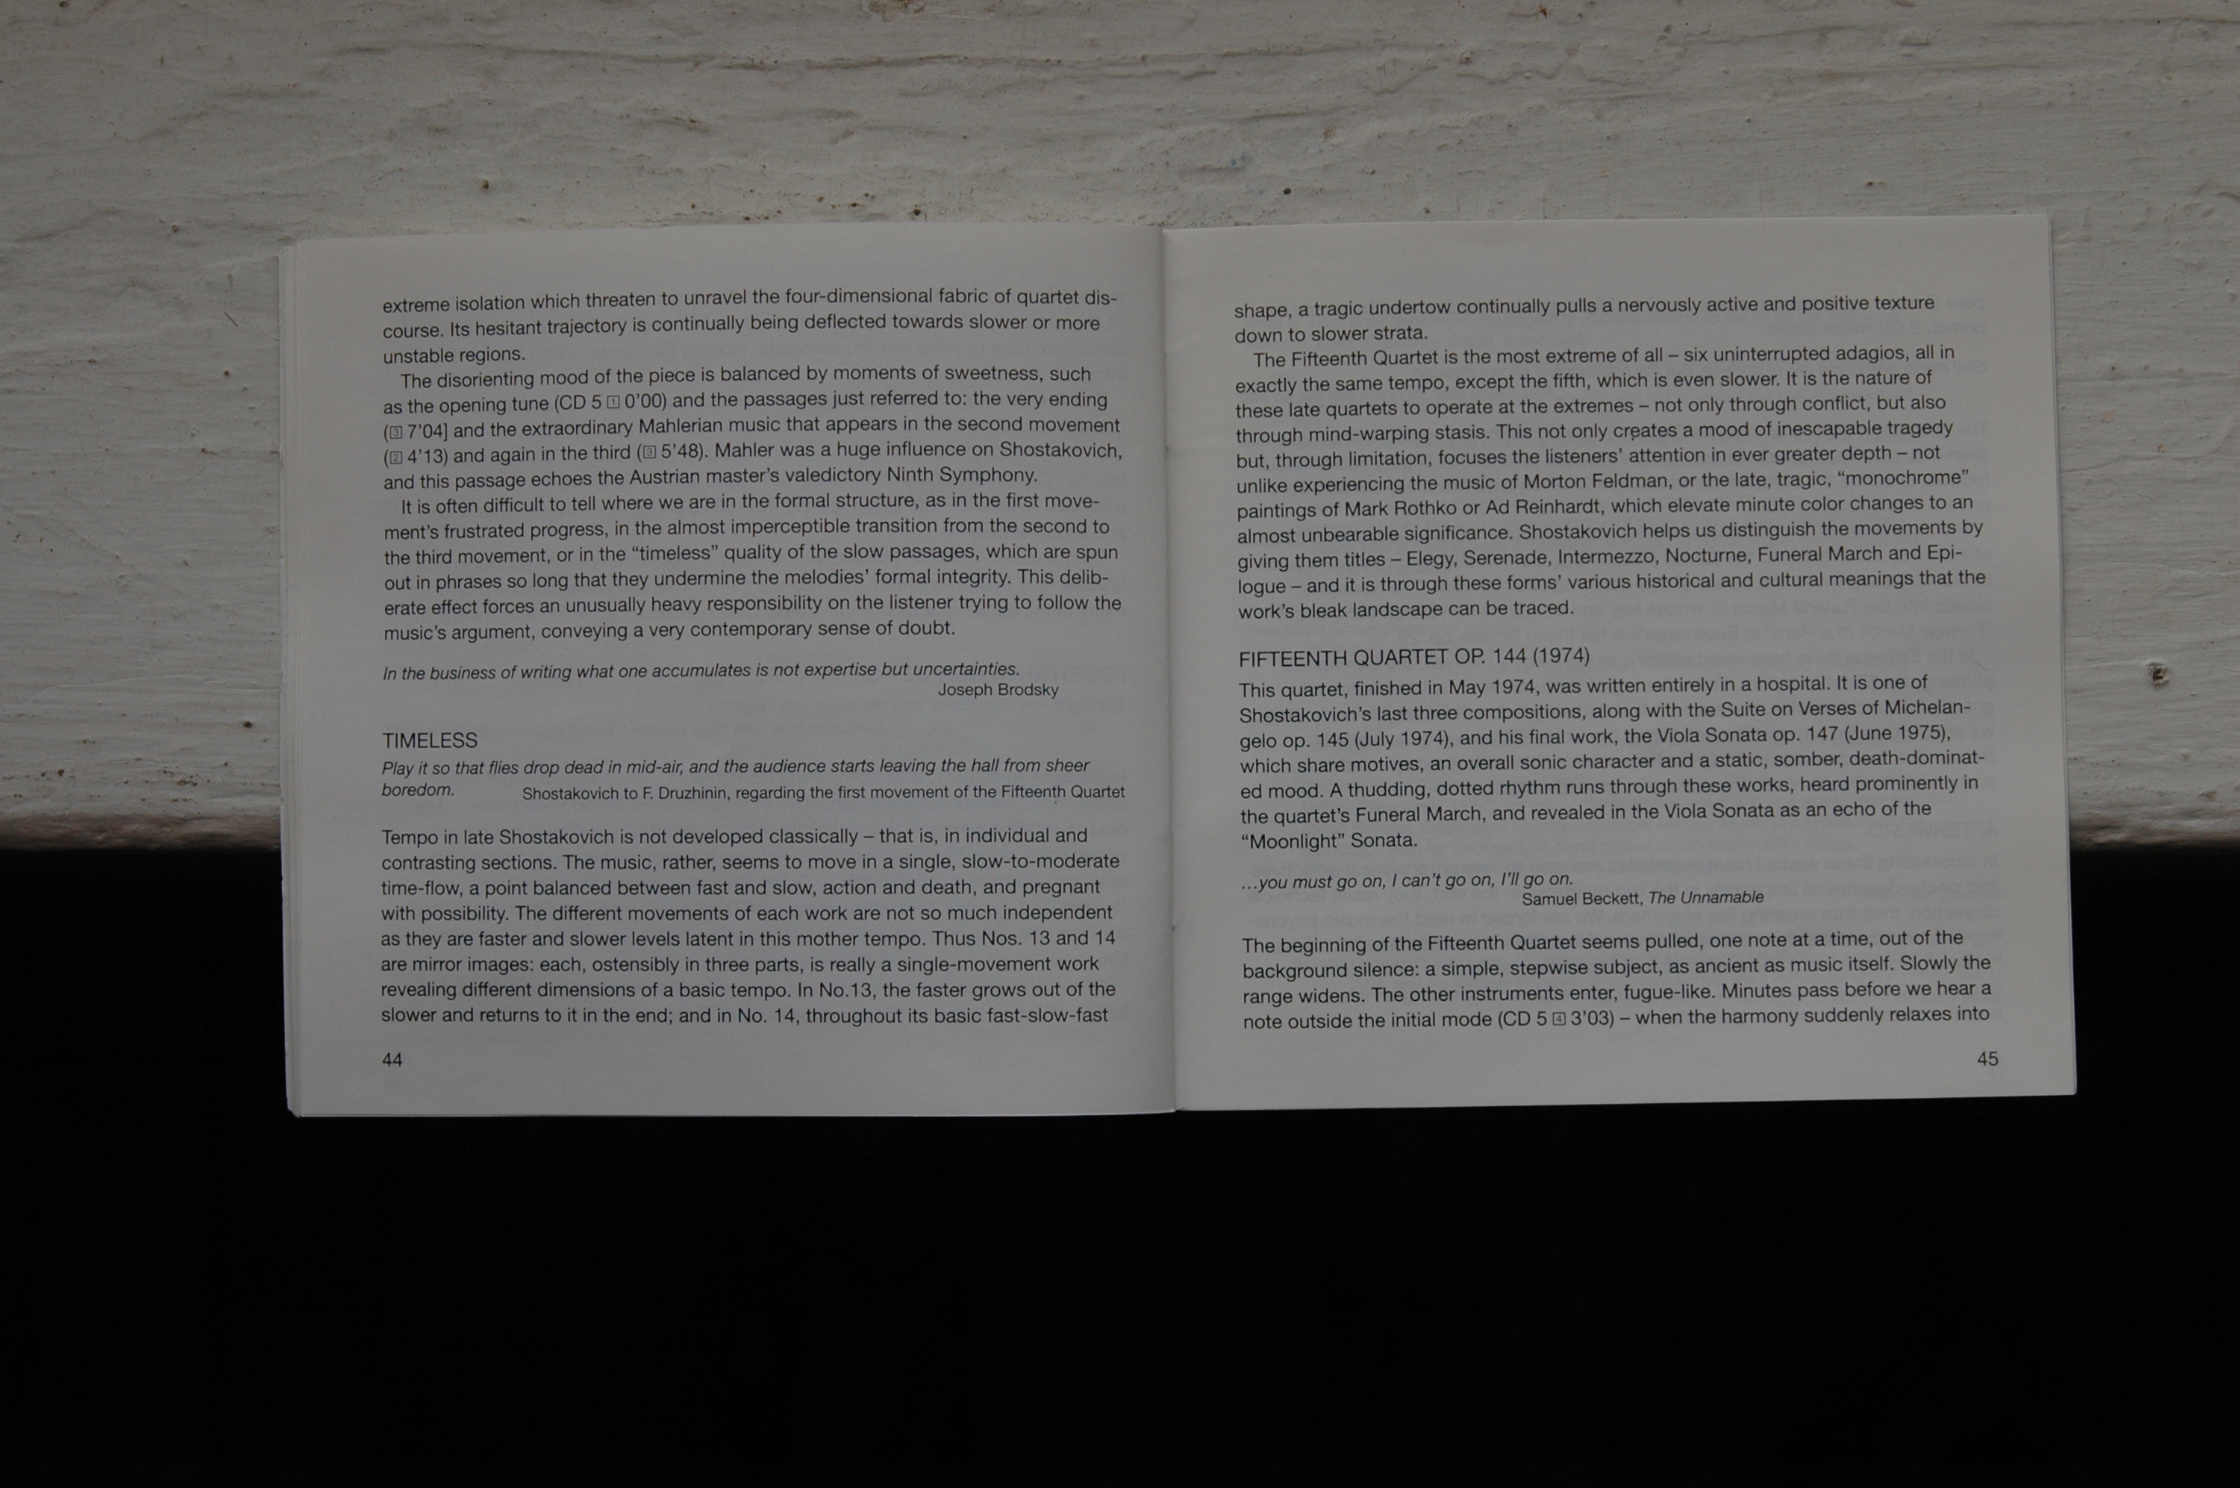 extreme isolation which threaten to unravel the four-dimensional fabric of quartet dis-
course. Its hesitant trajectory is continually being deflected towards slower or more
unstable regions.
The disorienting mood of the piece is balanced by moments of sweetness, such
as the opening tune (CD 5 1 0'00) and the passages just referred to: the very ending
(3 7'04] and the extraordinary Mahlerian music that appears in the second movement
(2 4'13) and again in the third (3 5'48). Mahler was a huge influence on Shostakovich,
and this passage echoes the Austrian master's valedictory Ninth Symphony.
It is often difficult to tell where we are in the formal structure, as in the first move-
ment's frustrated progress, in the almost imperceptible transition from the second to
the third movement, or in the “timeless” quality of the slow passages, which are spun
out in phrases so long that they undermine the melodies' formal integrity. This delib-
erate effect forces an unusually heavy responsibility on the listener trying to follow the
music's argument, conveying a very contemporary sense of doubt.
In the business of writing what one accumulates is not expertise but uncertainties.
Joseph Brodsky
TIMELESS
Play it so that flies drop dead in mid-air, and the audience starts leaving the hall from sheer
boredom. Shostakovich to F. Druzhinin, regarding the first movement of the Fifteenth Quartet
Tempo in late Shostakovich is not developed classically – that is, in individual and
contrasting sections. The music, rather, seems to move in a single, slow-to-moderate
time-flow, a point balanced between fast and slow, action and death, and pregnant
with possibility. The different movements of each work are not so much independent
as they are faster and slower levels latent in this mother tempo. Thus Nos. 13 and 14
are mirror images: each, ostensibly in three parts, is really a single-movement work
revealing different dimensions of a basic tempo. In No.13, the faster grows out of the
slower and returns to it in the end; and in No. 14, throughout its basic fast-slow-fast
44
shape, a tragic undertow continually pulls a nervously active and positive texture
down to slower strata.
The Fifteenth Quartet is the most extreme of all – six uninterrupted adagios, all in
exactly the same tempo, except the fifth, which is even slower. It is the nature of
these late quartets to operate at the extremes – not only through conflict, but also
through mind-warping stasis. This not only creates a mood of inescapable tragedy
but, through limitation, focuses the listeners' attention in ever greater depth – not
unlike experiencing the music of Morton Feldman, or the late, tragic, “monochrome”
paintings of Mark Rothko or Ad Reinhardt, which elevate minute color changes to an
almost unbearable significance. Shostakovich helps us distinguish the movements by
giving them titles – Elegy, Serenade, Intermezzo, Nocturne, Funeral March and Epi-
logue – and it is through these forms' various historical and cultural meanings that the
work's bleak landscape can be traced.
FIFTEENTH QUARTET OP. 144 (1974)
This quartet, finished in May 1974, was written entirely in a hospital. It is one of
Shostakovich's last three compositions, along with the Suite on Verses of Michelan-
gelo op. 145 (July 1974), and his final work, the Viola Sonata op. 147 (June 1975),
which share motives, an overall sonic character and a static, somber, death-dominat-
ed mood. A thudding, dotted rhythm runs through these works, heard prominently in
the quartet's Funeral March, and revealed in the Viola Sonata as an echo of the
“Moonlight” Sonata.
...you must go on, I can't go on, I'll go on.
Samuel Beckett, The Unnamable
The beginning of the Fifteenth Quartet seems pulled, one note at a time, out of the
background silence: a simple, stepwise subject, as ancient as music itself. Slowly the
range widens. The other instruments enter, fugue-like. Minutes pass before we hear a
note outside the initial mode (CD 5 4 3'03) – when the harmony suddenly relaxes into
45